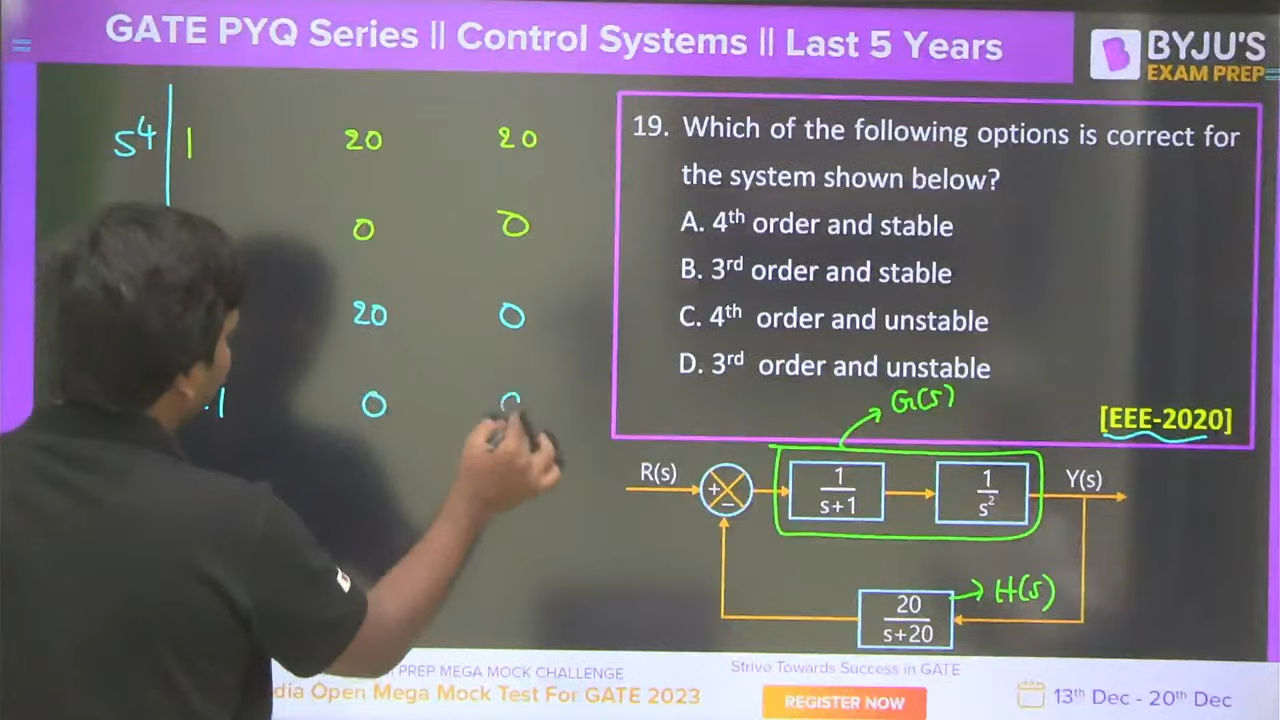 GATE PYQ Series || Control Systems || Last 5 Years
BYJU'S
EXAM PREP
S4 1 20 20
0 0
20 0
.1 0 0
19. Which of the following options is correct for
the system shown below?
A. 4th order and stable
B. 3rd order and stable
C. 4th order and unstable
D. 3rd order and unstable
[EEE-2020]
G(s)
R(s)
+
−
1
s+1
1
s²
Y(s)
20
s+20
H(s)
PREP MEGA MOCK CHALLENGE
dia Open Mega Mock Test For GATE 2023
Strive Towards Success in GATE
REGISTER NOW
13th Dec - 20th Dec